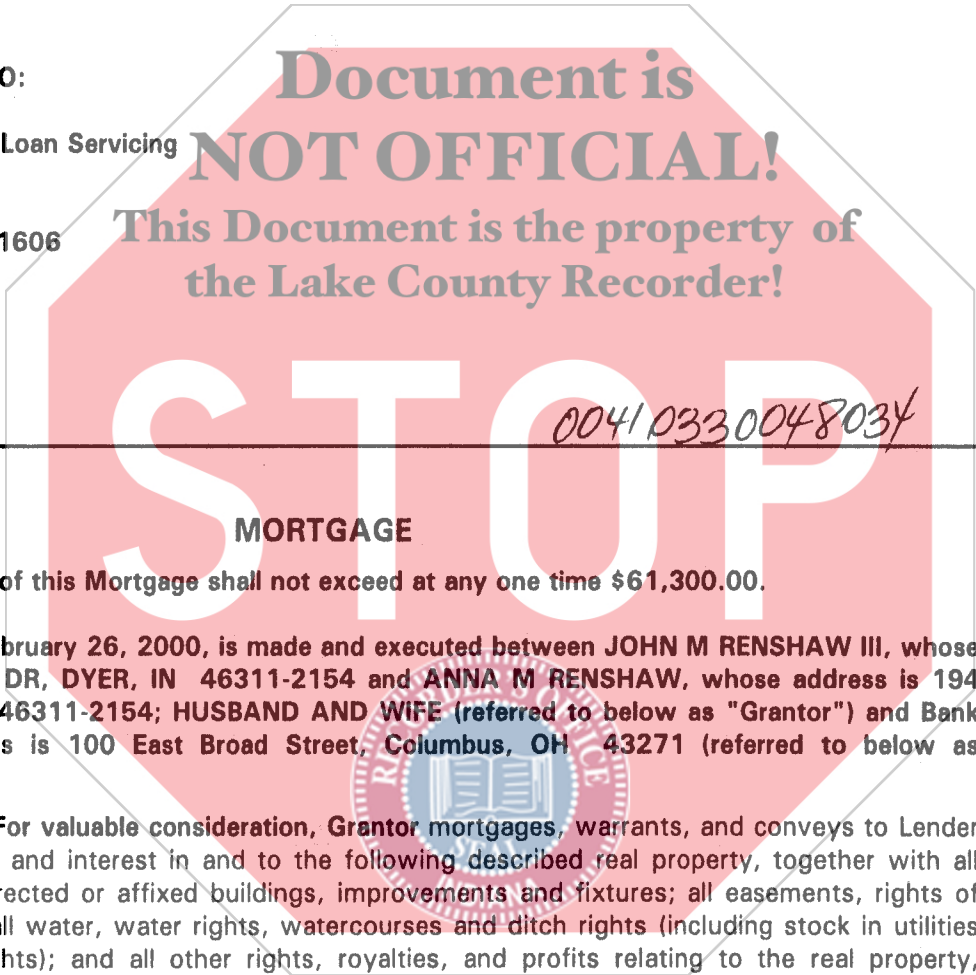 O:
Document is
Loan Servicing
NOT OFFICIAL!
1606
This Document is the property of
the Lake County Recorder!
STOP
00410330048034
MORTGAGE
of this Mortgage shall not exceed at any one time $61,300.00.
bruary 26, 2000, is made and executed between JOHN M RENSHAW III, whose
DR, DYER, IN 46311-2154 and ANNA M RENSHAW, whose address is 194
46311-2154; HUSBAND AND WIFE (referred to below as "Grantor") and Bank
s is 100 East Broad Street, Columbus, OH 43271 (referred to below as
For valuable consideration, Grantor mortgages, warrants, and conveys to Lender
and interest in and to the following described real property, together with all
rected or affixed buildings, improvements and fixtures; all easements, rights of
ll water, water rights, watercourses and ditch rights (including stock in utilities
hts); and all other rights, royalties, and profits relating to the real property,
RECORDER'S OFFICE
SEAL
INDIANA